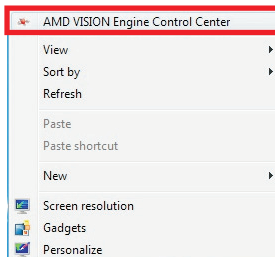 AMD VISION Engine Control Center
View
Sort by
Refresh
Paste
Paste shortcut
New
Screen resolution
Gadgets
Personalize